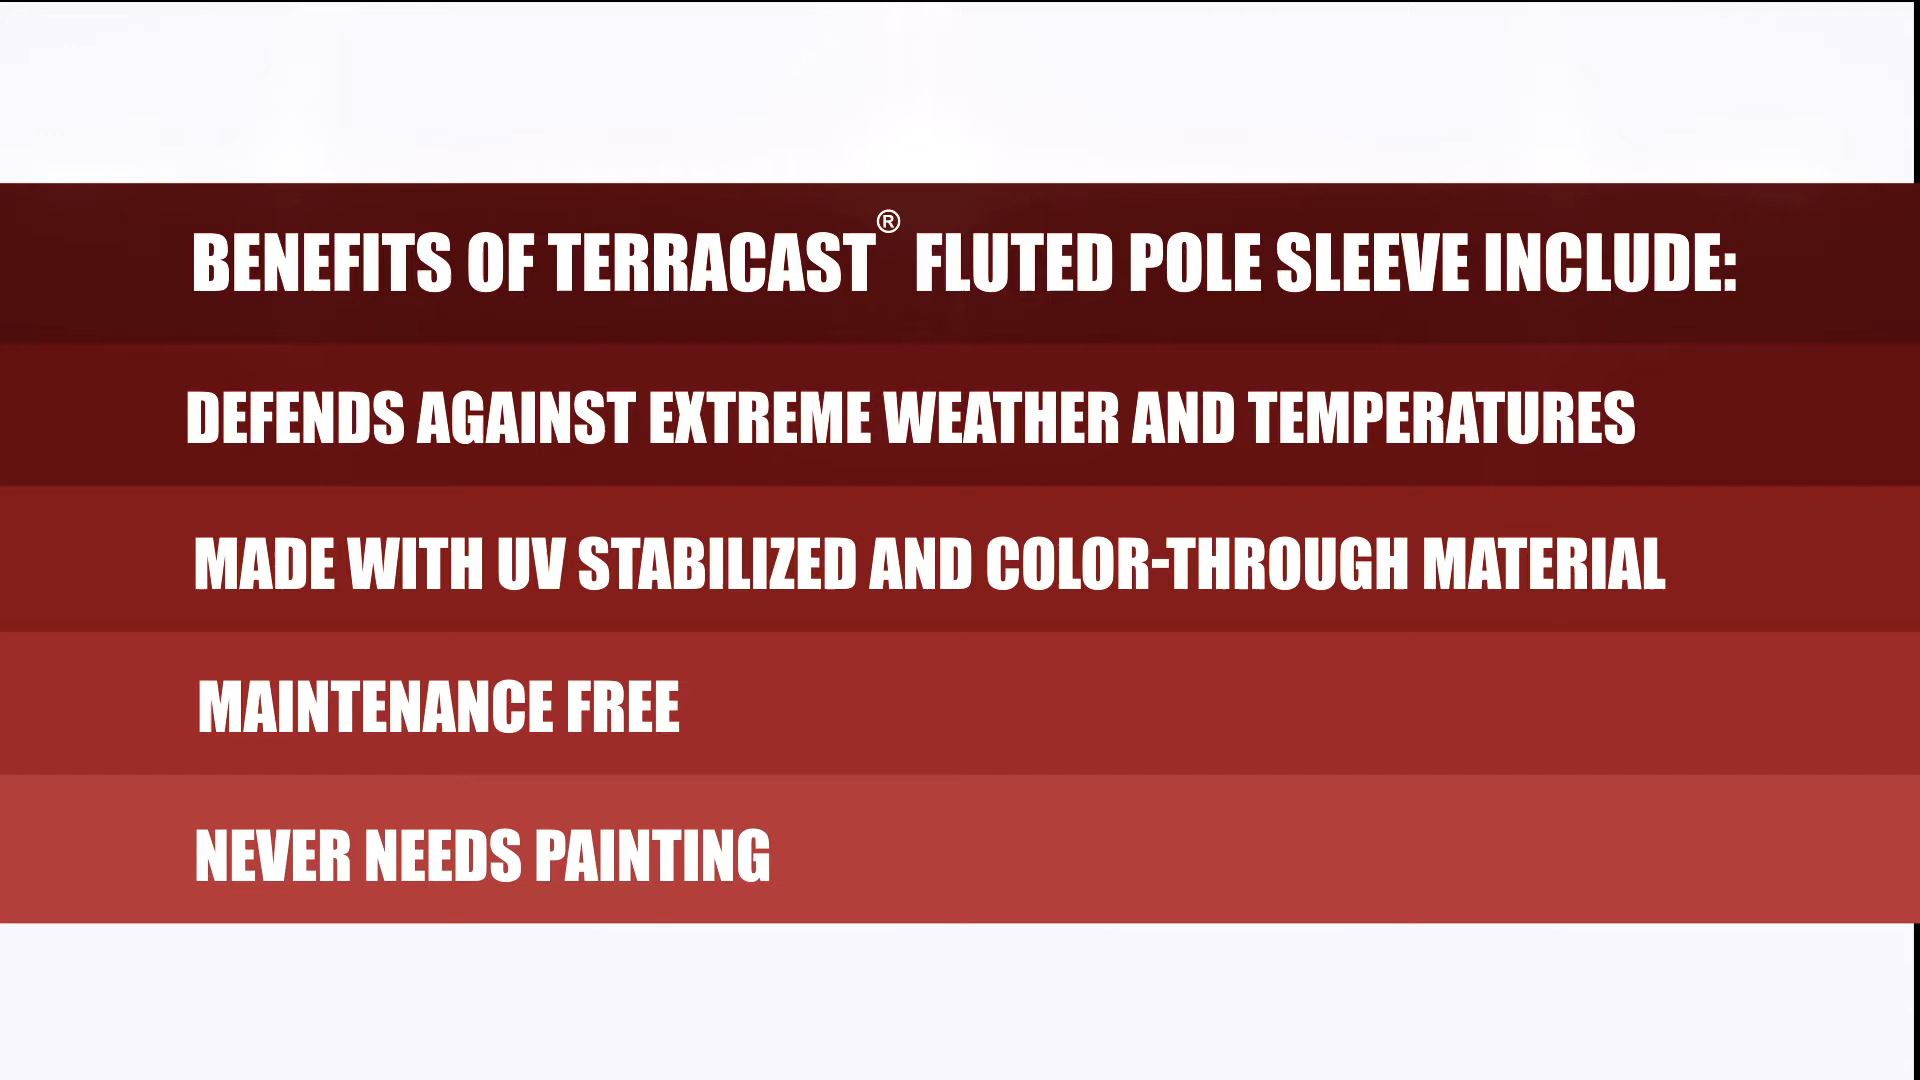 BENEFITS OF TERRACAST® FLUTED POLE SLEEVE INCLUDE:
DEFENDS AGAINST EXTREME WEATHER AND TEMPERATURES
MADE WITH UV STABILIZED AND COLOR-THROUGH MATERIAL
MAINTENANCE FREE
NEVER NEEDS PAINTING